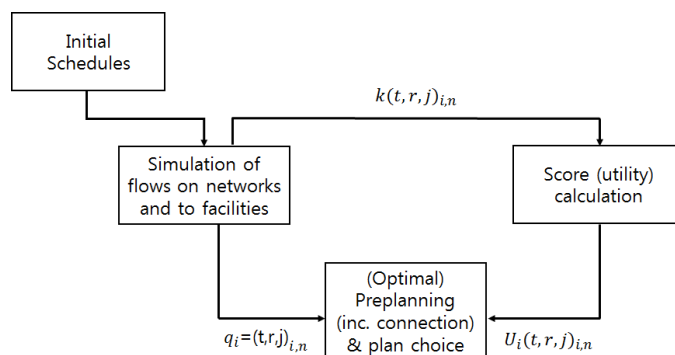 Initial
Schedules
k(t,r,j)i,n
Simulation of
flows on networks
and to facilities
Score (utility)
calculation
(Optimal)
Preplanning
(inc. connection)
& plan choice
qi=(t,r,j)i,n
Ui(t,r,j)i,n